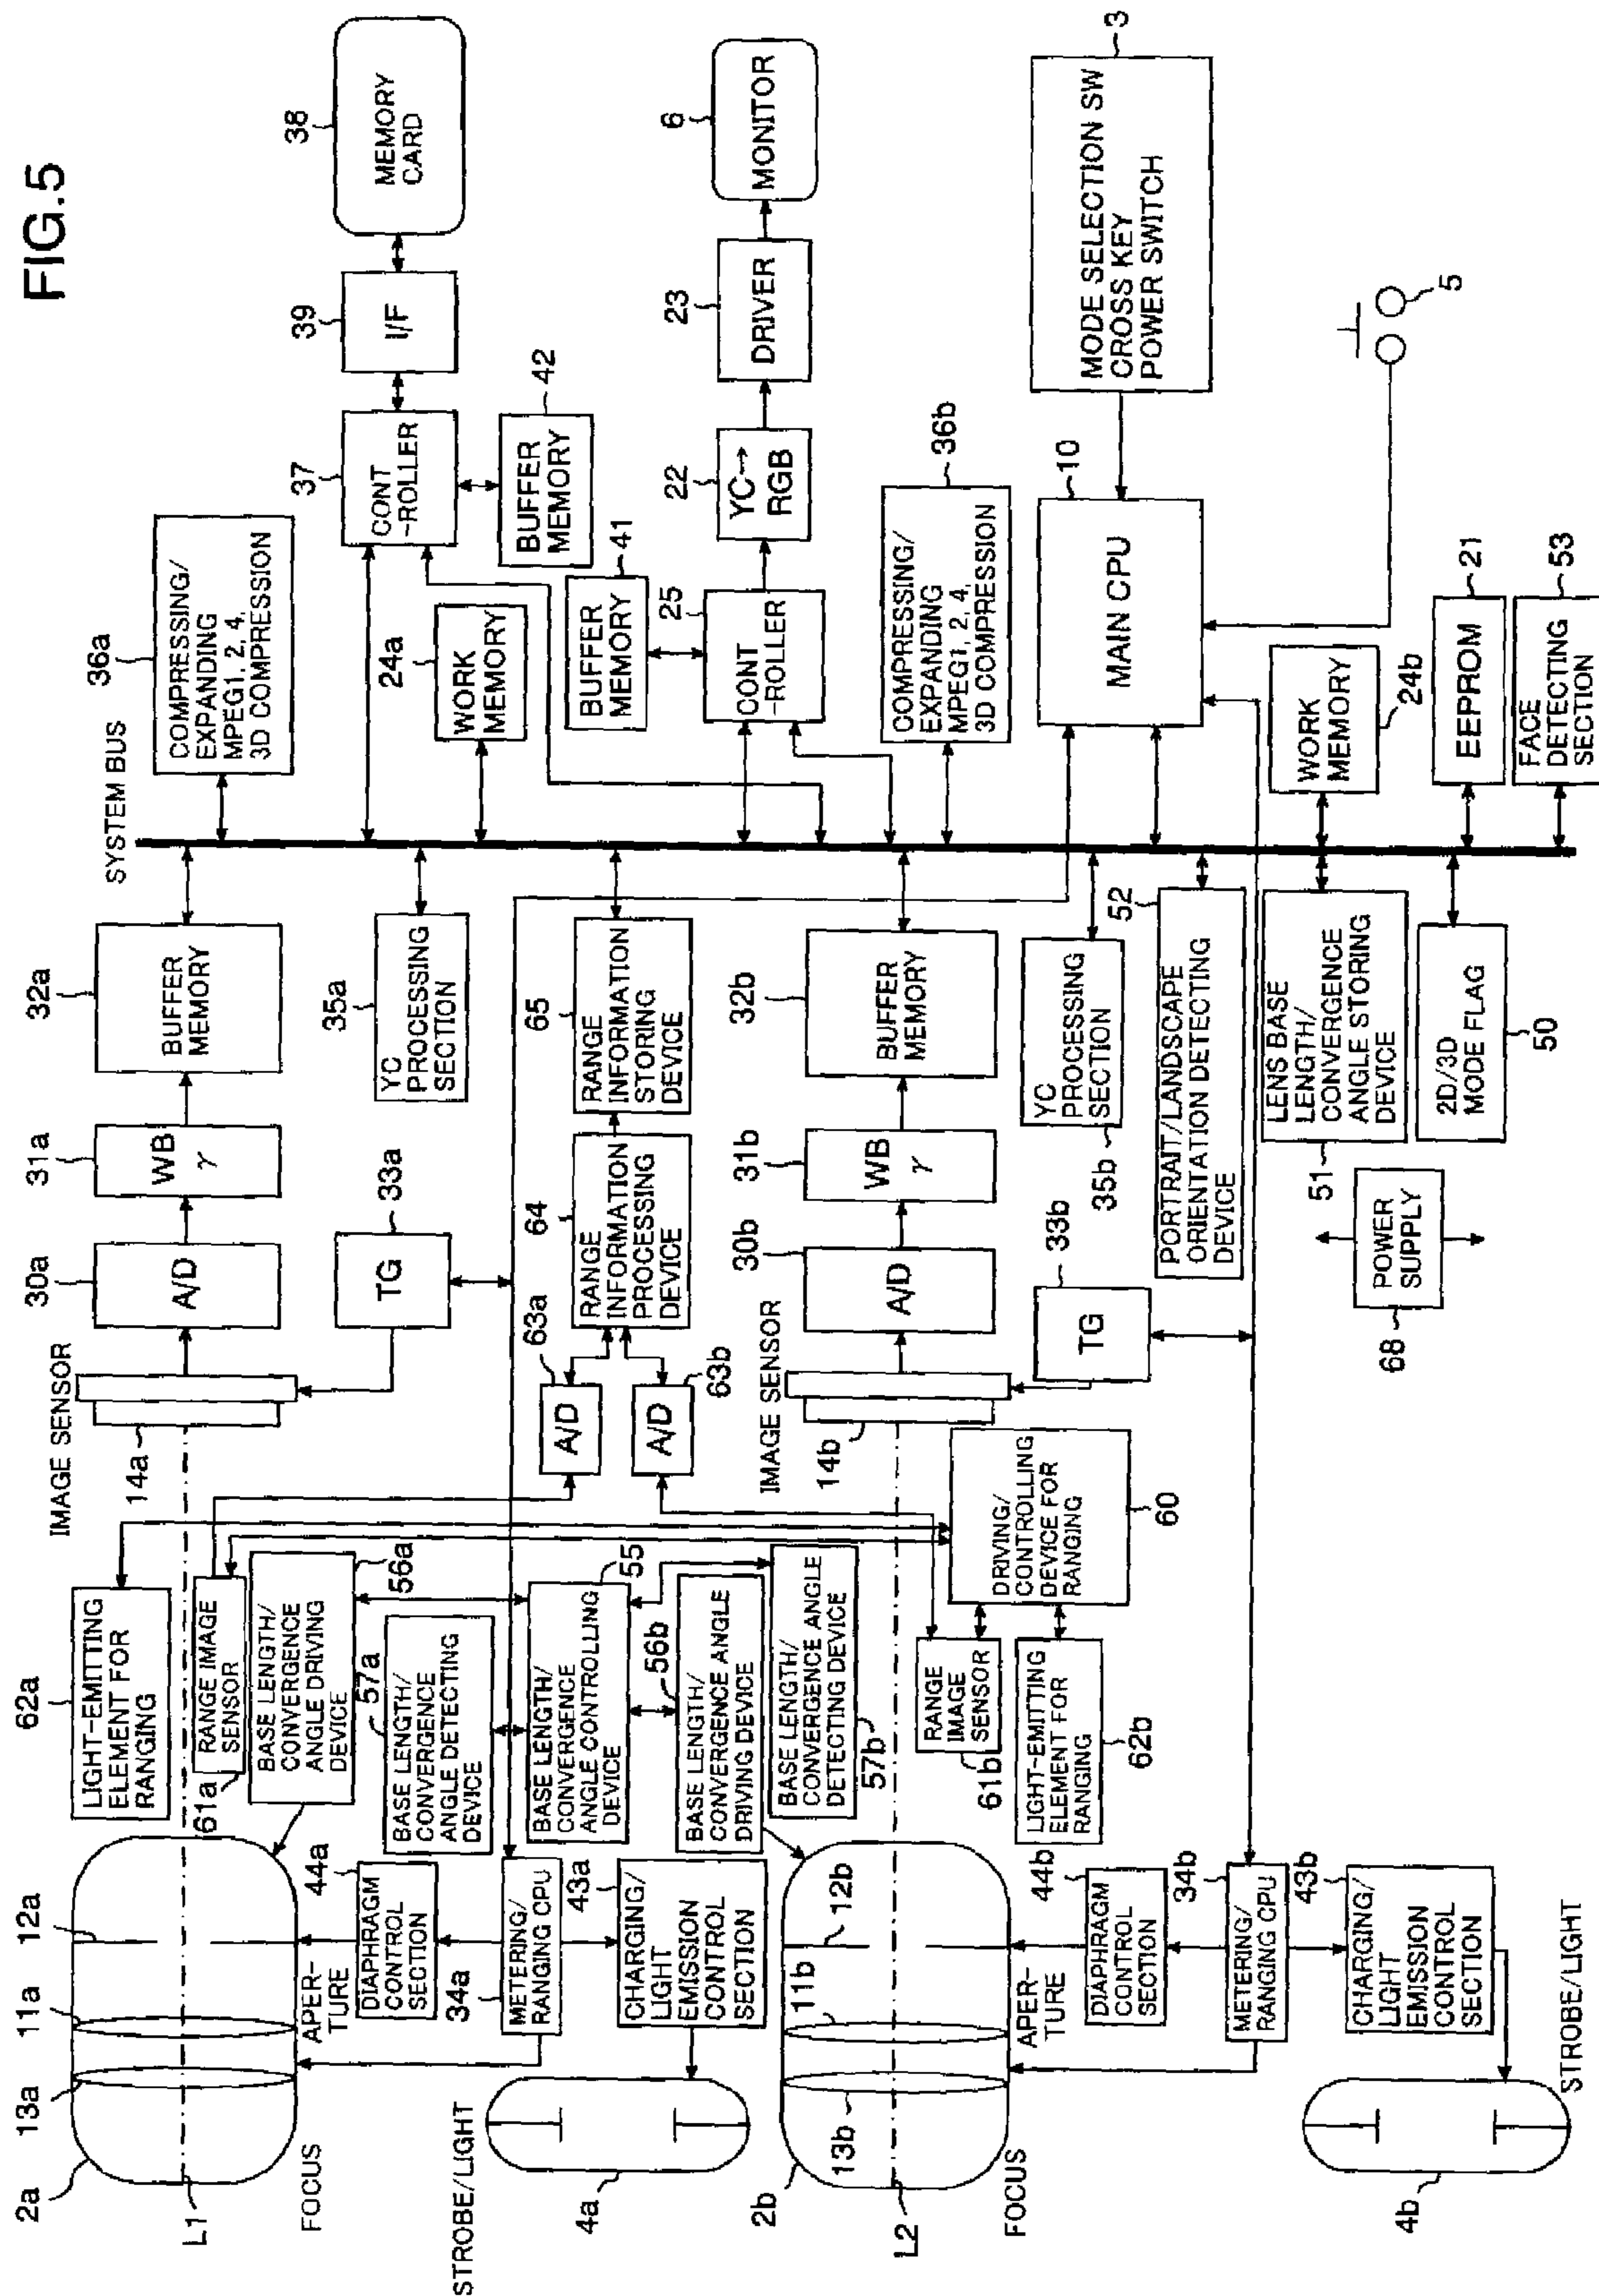 FIG.5
2a
13a
11a
12a
L1
FOCUS
APER-
TURE
62a
LIGHT-EMITTING
ELEMENT FOR
RANGING
61a
RANGE IMAGE
SENSOR
BASE LENGTH/
CONVERGENCE
ANGLE DRIVING
DEVICE
56a
IMAGE SENSOR
14a
30a
A/D
31a
WB
γ
32a
BUFFER
MEMORY
33a
TG
35a
YC
PROCESSING
SECTION
SYSTEM BUS
36a
COMPRESSING/
EXPANDING
MPEG1, 2, 4,
3D COMPRESSION
24a
WORK
MEMORY
37
CONT
-ROLLER
39
I/F
38
MEMORY
CARD
42
BUFFER
MEMORY
41
BUFFER
MEMORY
44a
DIAPHRAGM
CONTROL
SECTION
57a
BASE LENGTH/
CONVERGENCE
ANGLE DETECTING
DEVICE
34a
METERING/
RANGING CPU
55
BASE LENGTH/
CONVERGENCE
ANGLE CONTROLLING
DEVICE
43a
CHARGING/
LIGHT
EMISSION
CONTROL
SECTION
STROBE/LIGHT
4a
56b
BASE LENGTH/
CONVERGENCE ANGLE
DRIVING DEVICE
BASE LENGTH/
CONVERGENCE ANGLE
DETECTING DEVICE
57b
63a
A/D
63b
A/D
64
RANGE
INFORMATION
PROCESSING
DEVICE
65
RANGE
INFORMATION
STORING
DEVICE
25
CONT
-ROLLER
22
YC→
RGB
23
DRIVER
6
MONITOR
2b
13b
11b
12b
L2
FOCUS
APER-
TURE
61b
RANGE
IMAGE
SENSOR
62b
LIGHT-EMITTING
ELEMENT FOR
RANGING
60
DRIVING/
CONTROLLING
DEVICE FOR
RANGING
IMAGE SENSOR
14b
30b
A/D
31b
WB
γ
32b
BUFFER
MEMORY
33b
TG
35b
YC
PROCESSING
SECTION
36b
COMPRESSING/
EXPANDING
MPEG1, 2, 4,
3D COMPRESSION
10
MAIN CPU
3
MODE SELECTION SW
CROSS KEY
POWER SWITCH
5
44b
DIAPHRAGM
CONTROL
SECTION
34b
METERING/
RANGING CPU
43b
CHARGING/
LIGHT
EMISSION
CONTROL
SECTION
STROBE/LIGHT
4b
52
PORTRAIT/LANDSCAPE
ORIENTATION DETECTING
DEVICE
51
LENS BASE
LENGTH/
CONVERGENCE
ANGLE STORING
DEVICE
50
2D/3D
MODE FLAG
68
POWER
SUPPLY
24b
WORK
MEMORY
21
EEPROM
53
FACE
DETECTING
SECTION